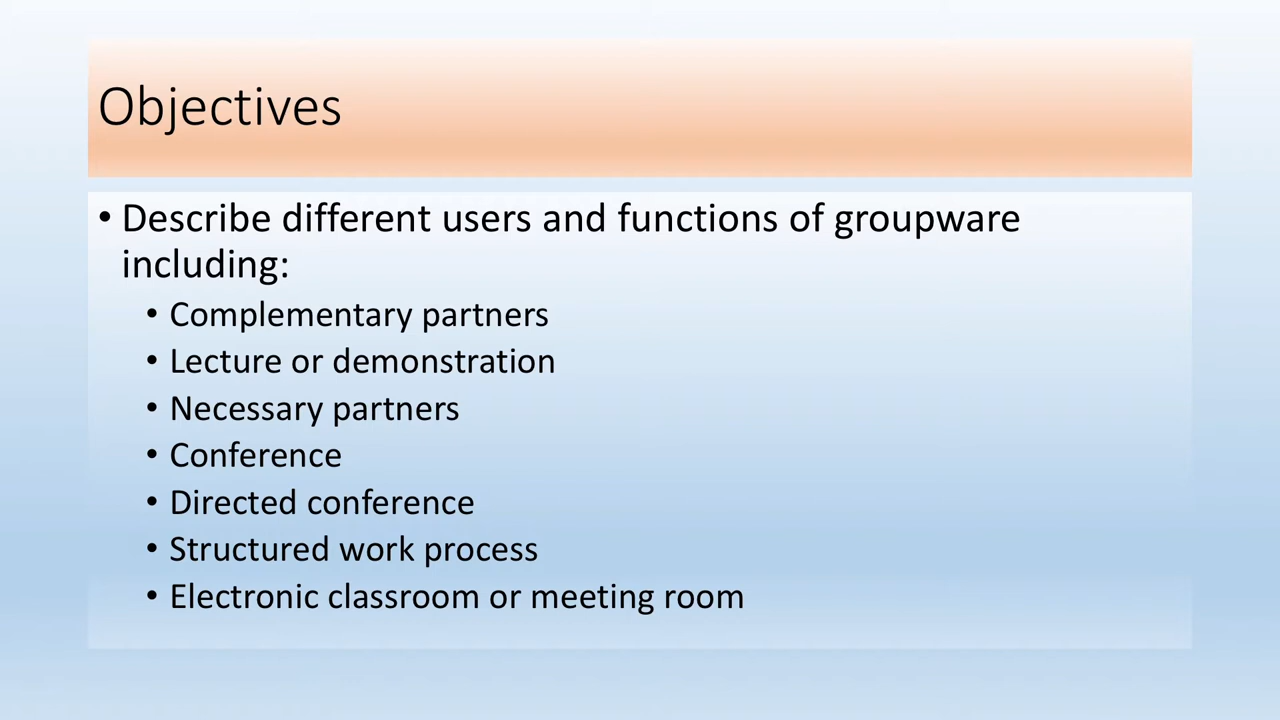 Objectives
• Describe different users and functions of groupware
including:
• Complementary partners
• Lecture or demonstration
• Necessary partners
• Conference
• Directed conference
• Structured work process
• Electronic classroom or meeting room